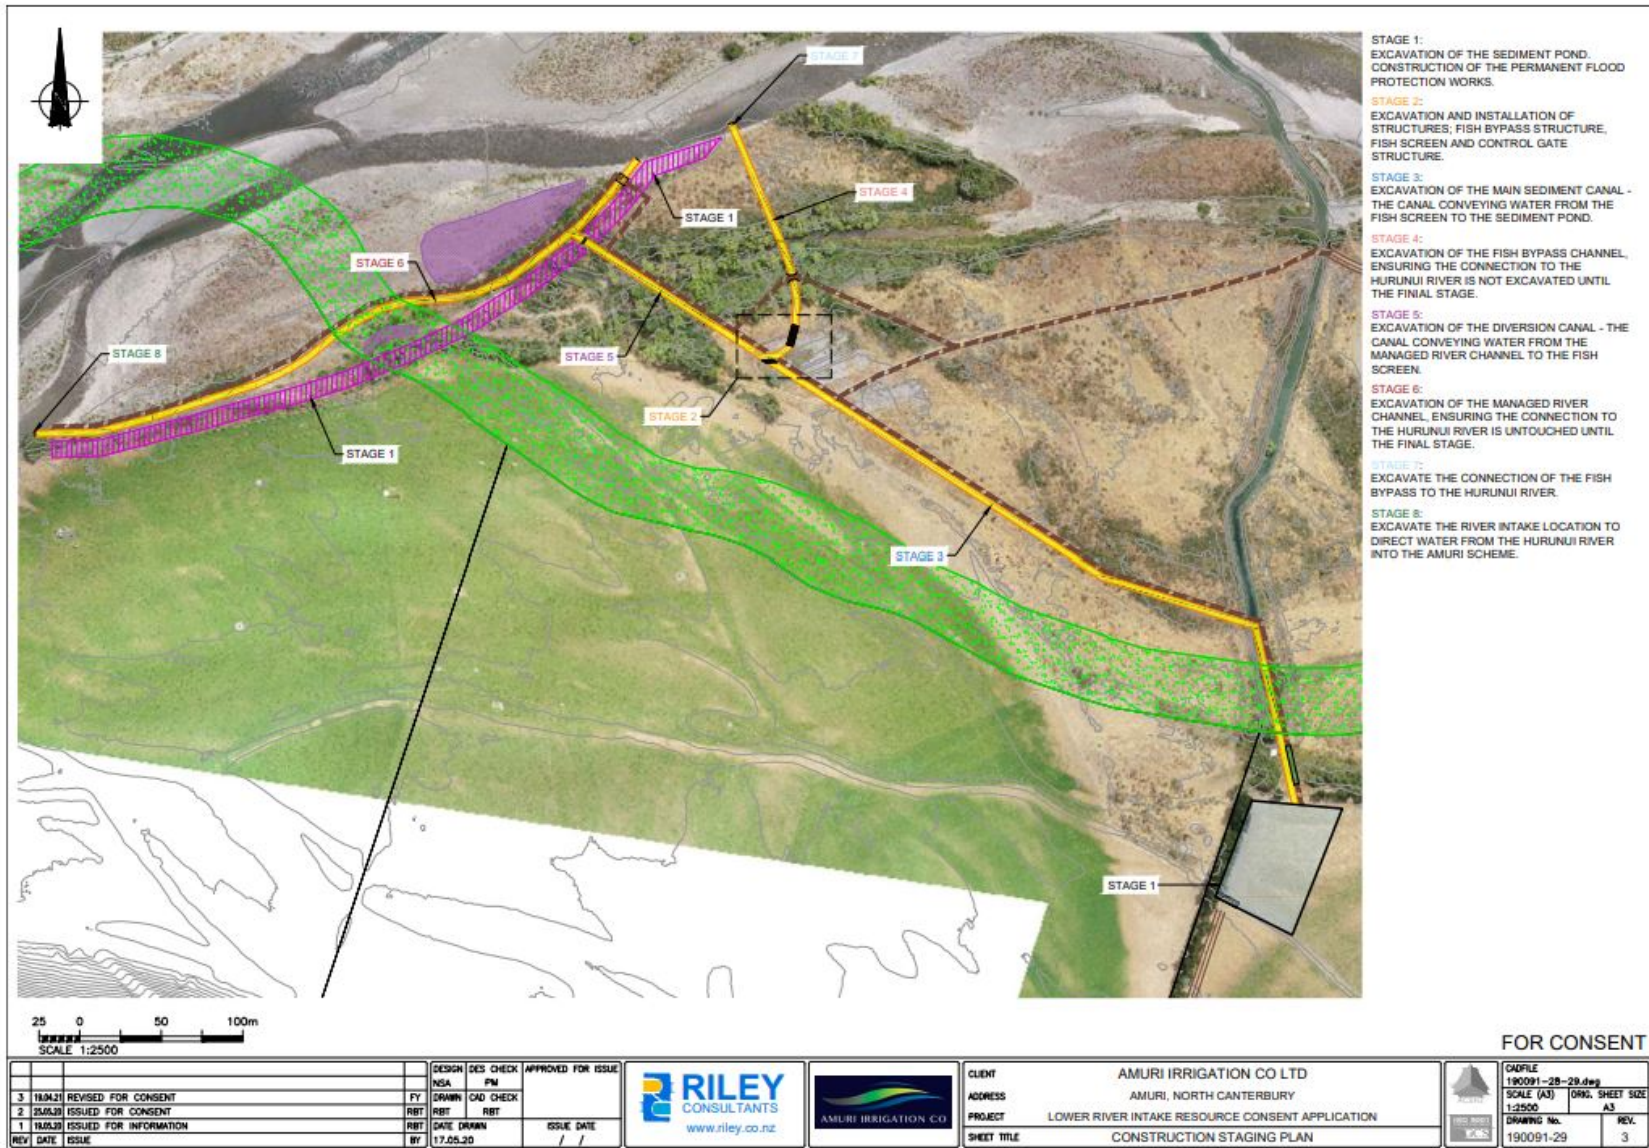 STAGE 7
STAGE 4
STAGE 1
STAGE 6
STAGE 8
STAGE 5
STAGE 2
STAGE 1
STAGE 3
STAGE 1
STAGE 1:
EXCAVATION OF THE SEDIMENT POND.
CONSTRUCTION OF THE PERMANENT FLOOD
PROTECTION WORKS.
STAGE 2:
EXCAVATION AND INSTALLATION OF
STRUCTURES; FISH BYPASS STRUCTURE,
FISH SCREEN AND CONTROL GATE
STRUCTURE.
STAGE 3:
EXCAVATION OF THE MAIN SEDIMENT CANAL -
THE CANAL CONVEYING WATER FROM THE
FISH SCREEN TO THE SEDIMENT POND.
STAGE 4:
EXCAVATION OF THE FISH BYPASS CHANNEL,
ENSURING THE CONNECTION TO THE
HURUNUI RIVER IS NOT EXCAVATED UNTIL
THE FINIAL STAGE.
STAGE 5:
EXCAVATION OF THE DIVERSION CANAL - THE
CANAL CONVEYING WATER FROM THE
MANAGED RIVER CHANNEL TO THE FISH
SCREEN.
STAGE 6:
EXCAVATION OF THE MANAGED RIVER
CHANNEL, ENSURING THE CONNECTION TO
THE HURUNUI RIVER IS UNTOUCHED UNTIL
THE FINAL STAGE.
STAGE 7:
EXCAVATE THE CONNECTION OF THE FISH
BYPASS TO THE HURUNUI RIVER.
STAGE 8:
EXCAVATE THE RIVER INTAKE LOCATION TO
DIRECT WATER FROM THE HURUNUI RIVER
INTO THE AMURI SCHEME.
25 0 50 100m
SCALE 1:2500
FOR CONSENT
3 19.04.21 REVISED FOR CONSENT FY
2 25.05.20 ISSUED FOR CONSENT RBT
1 19.05.20 ISSUED FOR INFORMATION RBT
REV DATE ISSUE BY
DESIGN DES CHECK APPROVED FOR ISSUE
NSA PM
DRAWN CAD CHECK
RBT RBT
DATE DRAWN ISSUE DATE
17.05.20 / /
RILEY
CONSULTANTS
www.riley.co.nz
AMURI IRRIGATION CO
CLIENT AMURI IRRIGATION CO LTD
ADDRESS AMURI, NORTH CANTERBURY
PROJECT LOWER RIVER INTAKE RESOURCE CONSENT APPLICATION
SHEET TITLE CONSTRUCTION STAGING PLAN
CADFILE
190091-28-29.dwg
SCALE (A3) ORIG. SHEET SIZE
1:2500 A3
DRAWING No. REV.
190091-29 3